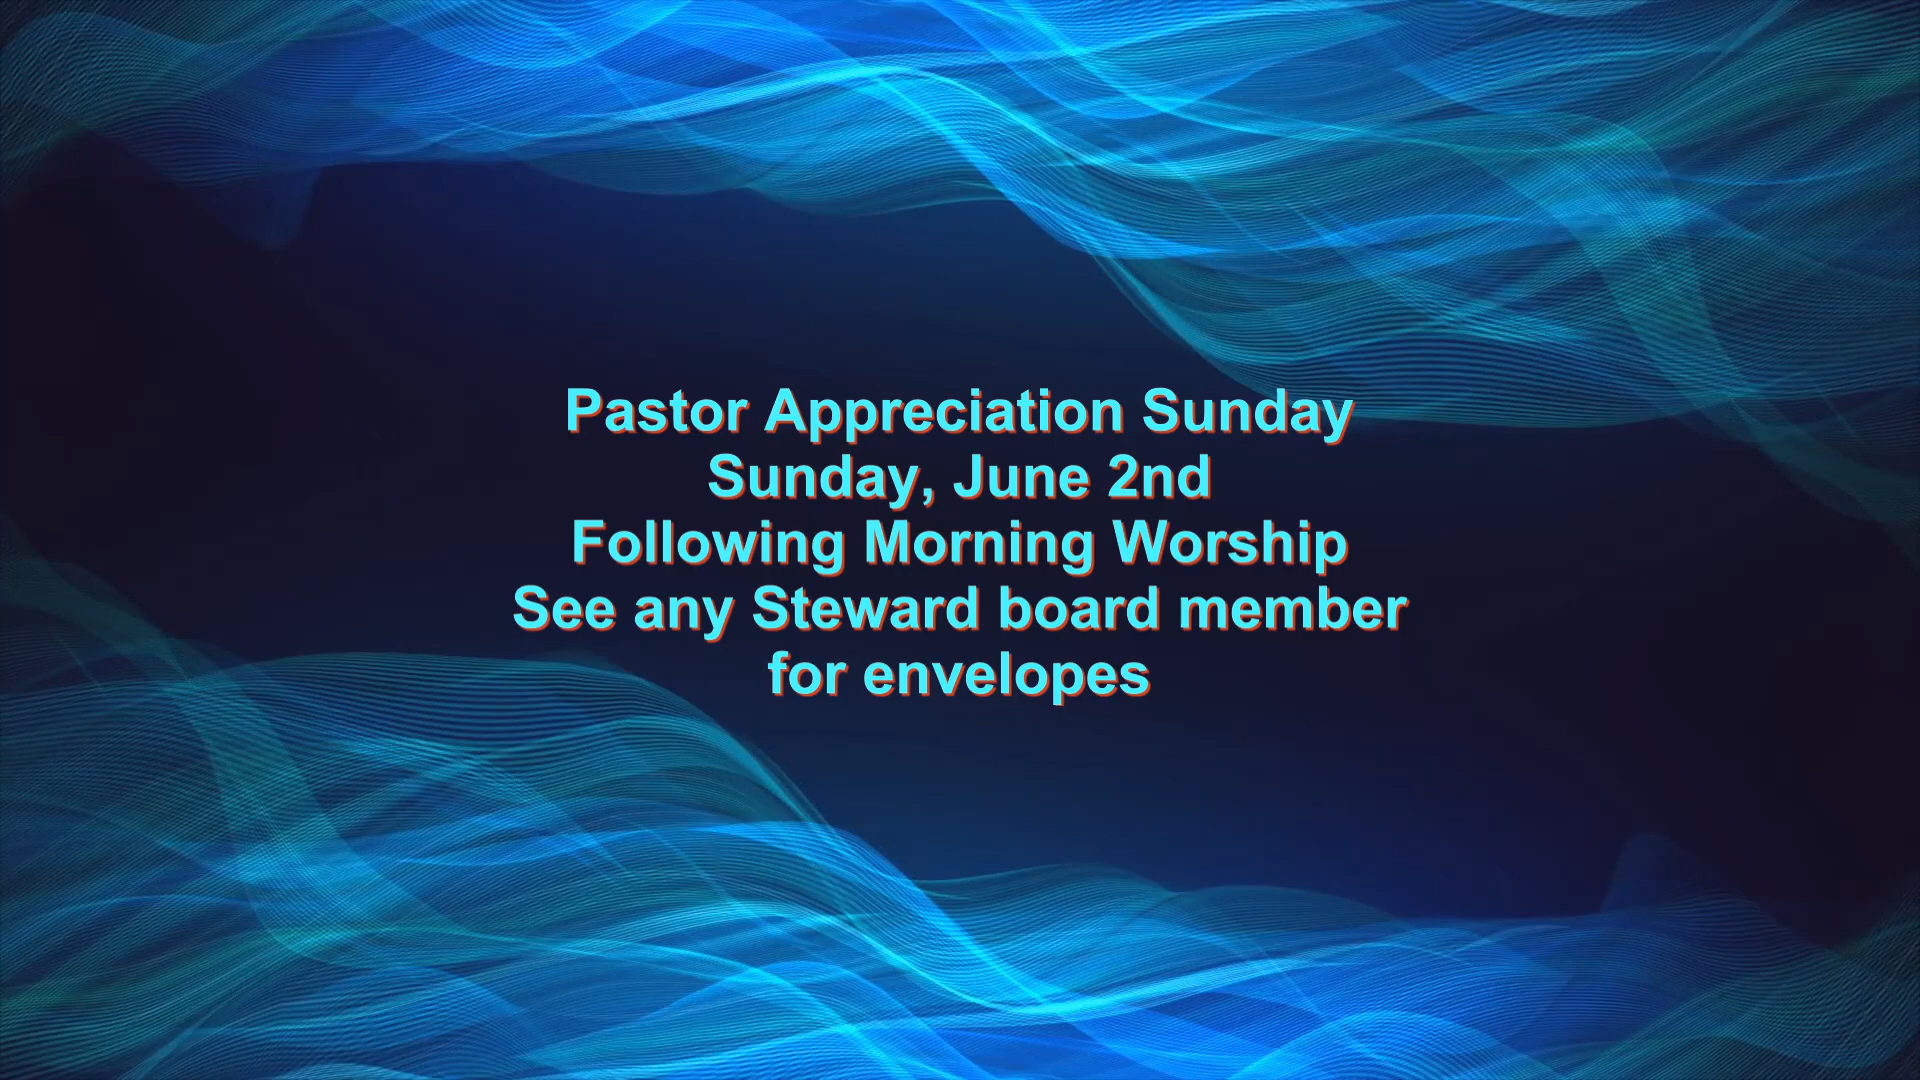 Pastor Appreciation Sunday
Sunday, June 2nd
Following Morning Worship
See any Steward board member
for envelopes